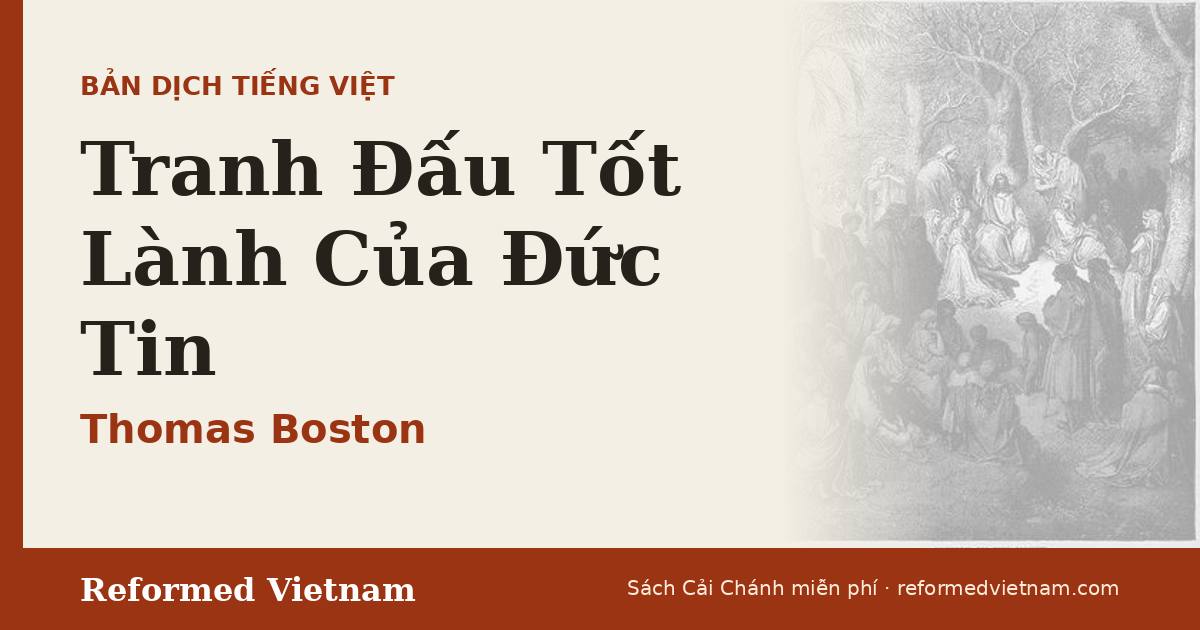 BẢN DỊCH TIẾNG VIỆT
Tranh Đấu Tốt
Lành Của Đức
Tin
Thomas Boston
Reformed Vietnam
Sách Cải Chánh miễn phí · reformedvietnam.com